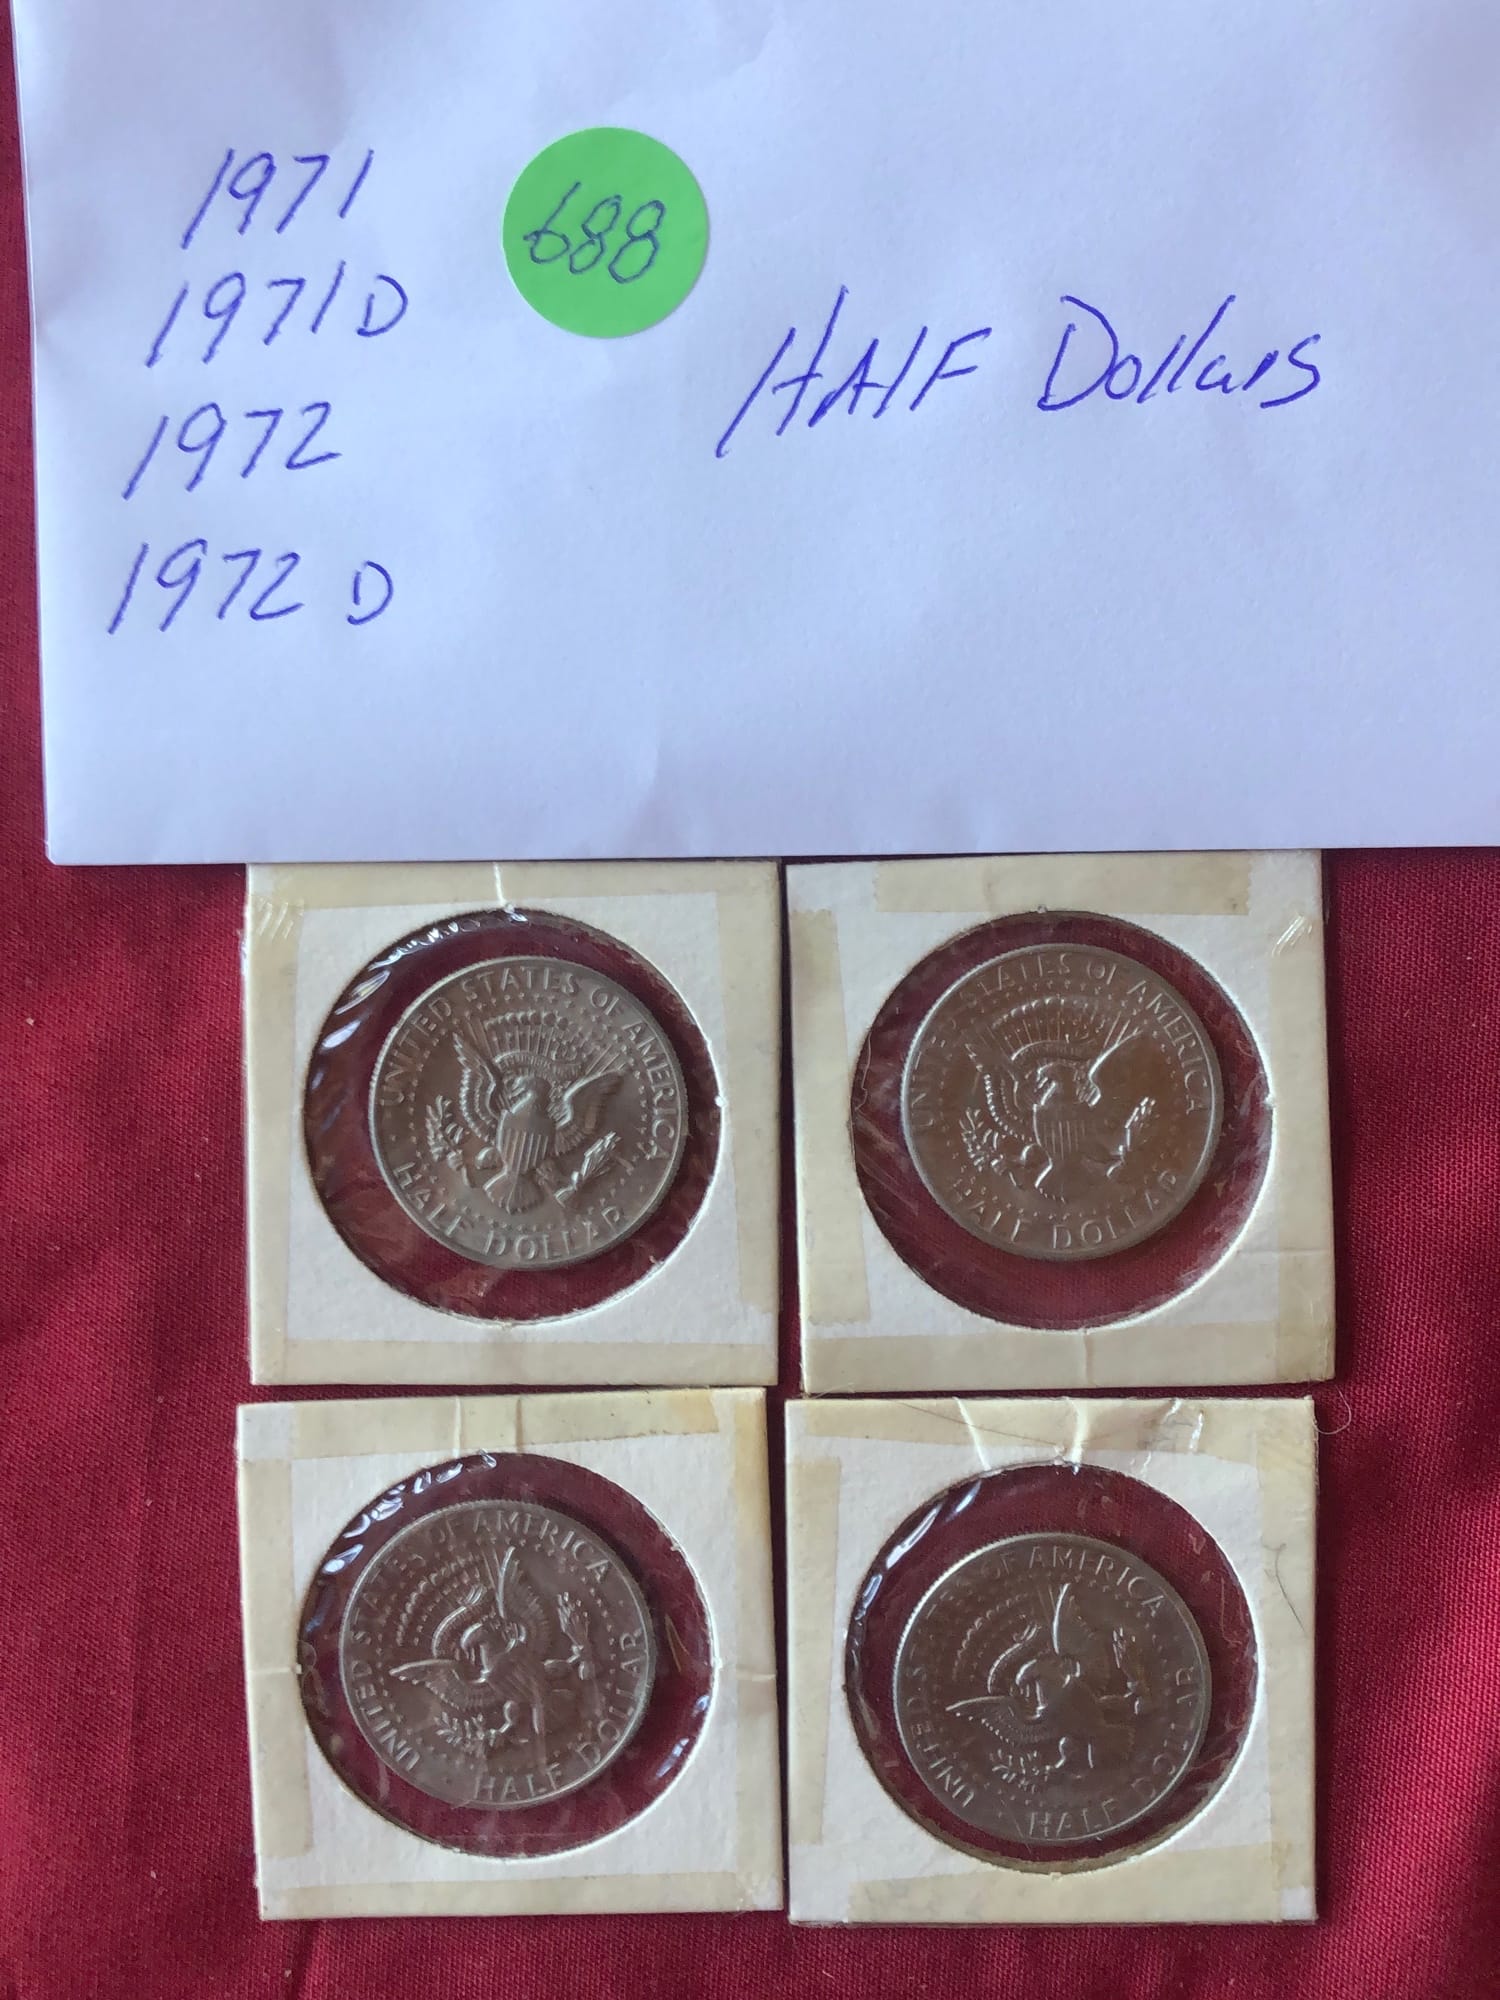 1971
1971 D
1972
1972 D
688
HALF Dollars
UNITED STATES OF AMERICA
HALF DOLLAR
UNITED STATES OF AMERICA
HALF DOLLAR
UNITED STATES OF AMERICA
HALF DOLLAR
UNITED STATES OF AMERICA
HALF DOLLAR